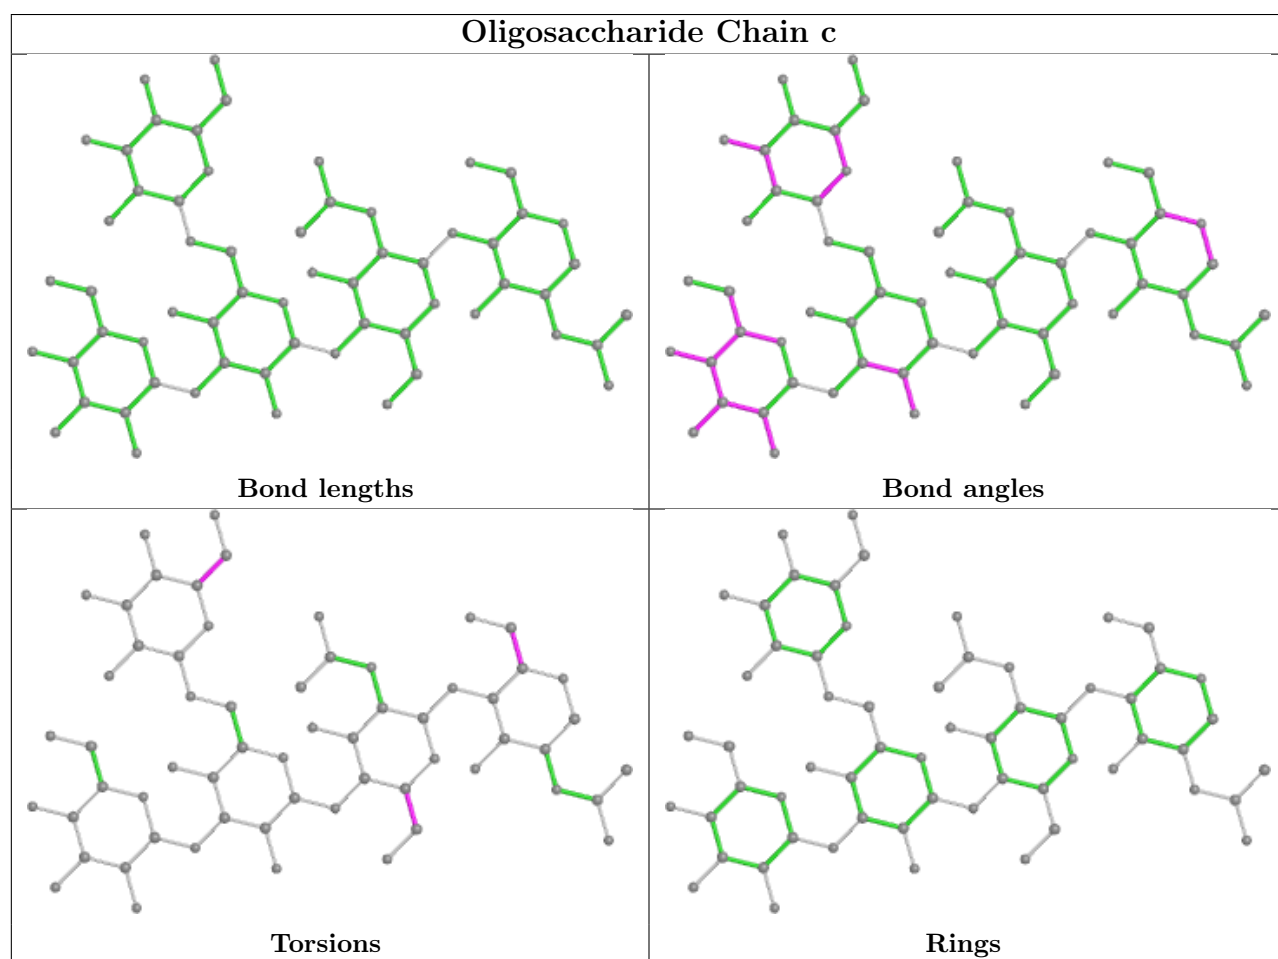 Oligosaccharide Chain c
Bond lengths
Bond angles
Torsions
Rings